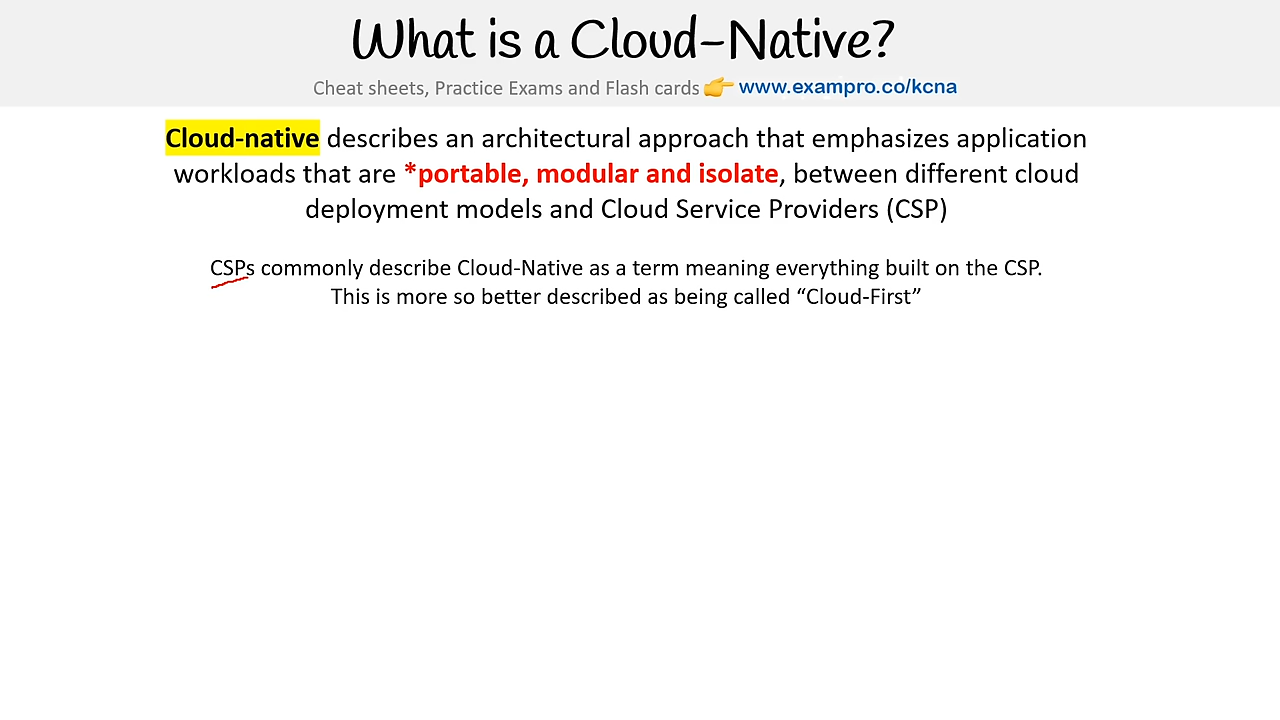 What is a Cloud-Native?
Cheat sheets, Practice Exams and Flash cards 👉 www.exampro.co/kcna
Cloud-native describes an architectural approach that emphasizes application
workloads that are *portable, modular and isolate, between different cloud
deployment models and Cloud Service Providers (CSP)
CSPs commonly describe Cloud-Native as a term meaning everything built on the CSP.
This is more so better described as being called “Cloud-First”